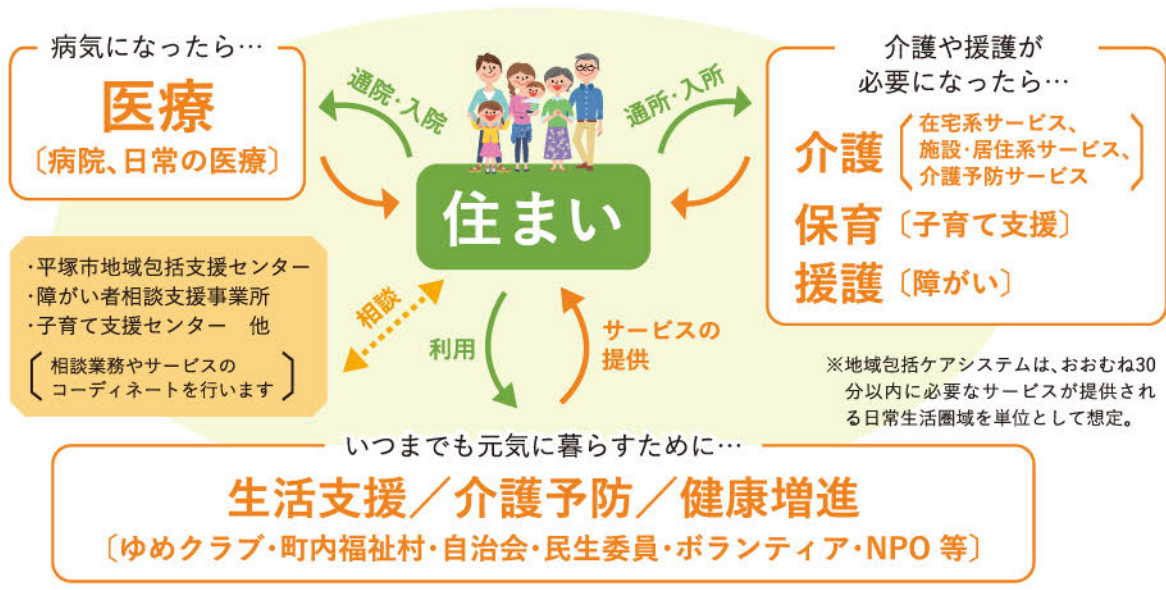 病気になったら…
医療
〔病院、日常の医療〕
通院・入院
通所・入所
介護や援護が
必要になったら…
介護
在宅系サービス、
施設・居住系サービス、
介護予防サービス
保育〔子育て支援〕
援護〔障がい〕
住まい
・平塚市地域包括支援センター
・障がい者相談支援事業所
・子育て支援センター　他
相談業務やサービスの
コーディネートを行います
相談
利用
サービスの
提供
※地域包括ケアシステムは、おおむね30
分以内に必要なサービスが提供され
る日常生活圏域を単位として想定。
いつまでも元気に暮らすために…
生活支援／介護予防／健康増進
〔ゆめクラブ・町内福祉村・自治会・民生委員・ボランティア・NPO 等〕